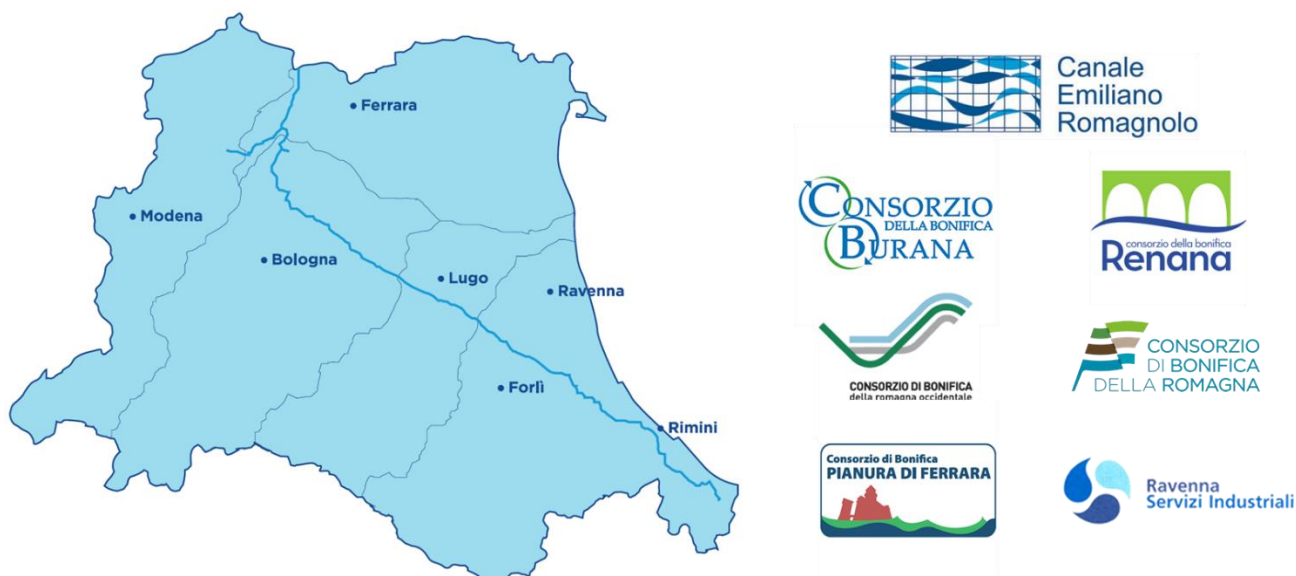 Ferrara
Modena
Bologna
Lugo
Ravenna
Forlì
Rimini
Canale
Emiliano
Romagnolo
CONSORZIO
DELLA BONIFICA
BURANA
consorzio della bonifica
Renana
CONSORZIO DI BONIFICA
della romagna occidentale
CONSORZIO
DI BONIFICA
DELLA ROMAGNA
Consorzio di Bonifica
PIANURA DI FERRARA
Ravenna
Servizi Industriali